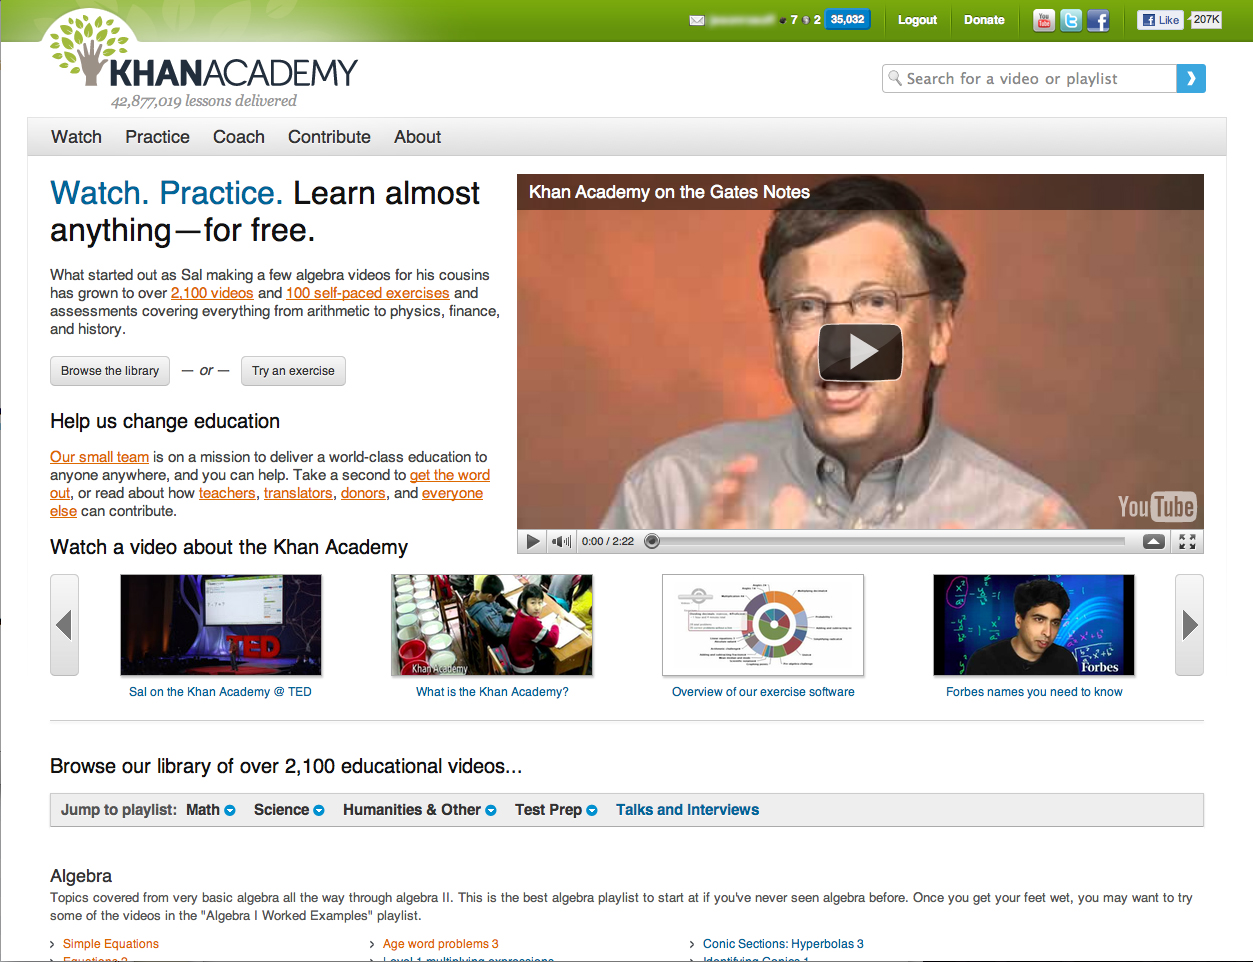 7 2 35,032 Logout Donate You Tube Like 207K
KHANACADEMY
42,877,019 lessons delivered
Search for a video or playlist
Watch Practice Coach Contribute About
Watch. Practice. Learn almost
anything—for free.
What started out as Sal making a few algebra videos for his cousins
has grown to over 2,100 videos and 100 self-paced exercises and
assessments covering everything from arithmetic to physics, finance,
and history.
Browse the library — or — Try an exercise
Help us change education
Our small team is on a mission to deliver a world-class education to
anyone anywhere, and you can help. Take a second to get the word
out, or read about how teachers, translators, donors, and everyone
else can contribute.
Khan Academy on the Gates Notes
YouTube
0:00 / 2:22
Watch a video about the Khan Academy
TED
Khan Academy
Forbes
Sal on the Khan Academy @ TED
What is the Khan Academy?
Overview of our exercise software
Forbes names you need to know
Browse our library of over 2,100 educational videos...
Jump to playlist: Math Science Humanities & Other Test Prep Talks and Interviews
Algebra
Topics covered from very basic algebra all the way through algebra II. This is the best algebra playlist to start at if you've never seen algebra before. Once you get your feet wet, you may want to try
some of the videos in the "Algebra I Worked Examples" playlist.
Simple Equations
Age word problems 3
Conic Sections: Hyperbolas 3
Equations 2
Level 1 multiplying expressions
Identifying Conics 1